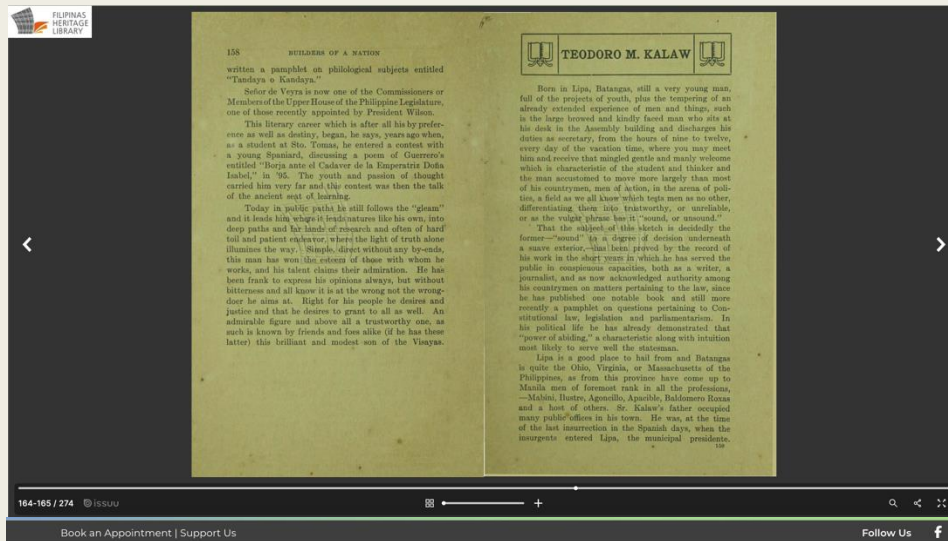 FILIPINAS
HERITAGE
LIBRARY
158 BUILDERS OF A NATION
written a pamphlet on philological subjects entitled
"Tandaya o Kandaya."
Señor de Veyra is now one of the Commissioners or
Members of the Upper House of the Philippine Legislature,
one of those recently appointed by President Wilson.
This literary career which is after all his by prefer-
ence as well as destiny, began, he says, years ago when,
as a student at Sto. Tomas, he entered a contest with
a young Spaniard, discussing a poem of Guerrero's
entitled "Borja ante el Cadaver de la Emperatriz Doña
Isabel," in '95. The youth and passion of thought
carried him very far and the contest was then the talk
of the ancient seat of learning.
Today in public paths he still follows the "gleam"
and it leads him where it leads natures like his own, into
deep paths and far lands of research and often of hard
toil and patient endeavor, where the light of truth alone
illumines the way. Simple, direct without any by-ends,
this man has won the esteem of those with whom he
works, and his talent claims their admiration. He has
been frank to express his opinions always, but without
bitterness and all know it is at the wrong not the wrong-
doer he aims at. Right for his people he desires and
justice and that he desires to grant to all as well. An
admirable figure and above all a trustworthy one, as
such is known by friends and foes alike (if he has these
latter) this brilliant and modest son of the Visayas.
TEODORO M. KALAW
Born in Lipa, Batangas, still a very young man,
full of the projects of youth, plus the tempering of an
already extended experience of men and things, such
is the large browed and kindly faced man who sits at
his desk in the Assembly building and discharges his
duties as secretary, from the hours of nine to twelve,
every day of the vacation time, where you may meet
him and receive that mingled gentle and manly welcome
which is characteristic of the student and thinker and
the man accustomed to move more largely than most
of his countrymen, men of action, in the arena of poli-
tics, a field as we all know which tests men as no other,
differentiating them into trustworthy, or unreliable,
or as the vulgar phrase has it "sound, or unsound."
That the subject of this sketch is decidedly the
former—"sound" to a degree of decision underneath
a suave exterior,—has been proved by the record of
his work in the short years in which he has served the
public in conspicuous capacities, both as a writer, a
journalist, and as now acknowledged authority among
his countrymen on matters pertaining to the law, since
he has published one notable book and still more
recently a pamphlet on questions pertaining to Con-
stitutional law, legislation and parliamentarism. In
his political life he has already demonstrated that
"power of abiding," a characteristic along with intuition
most likely to serve well the statesman.
Lipa is a good place to hail from and Batangas
is quite the Ohio, Virginia, or Massachusetts of the
Philippines, as from this province have come up to
Manila men of foremost rank in all the professions,
—Mabini, Ilustre, Agoncillo, Apacible, Baldomero Roxas
and a host of others. Sr. Kalaw's father occupied
many public offices in his town. He was, at the time
of the last insurrection in the Spanish days, when the
insurgents entered Lipa, the municipal presidente.
159
164-165 / 274 issuu
Book an Appointment | Support Us Follow Us